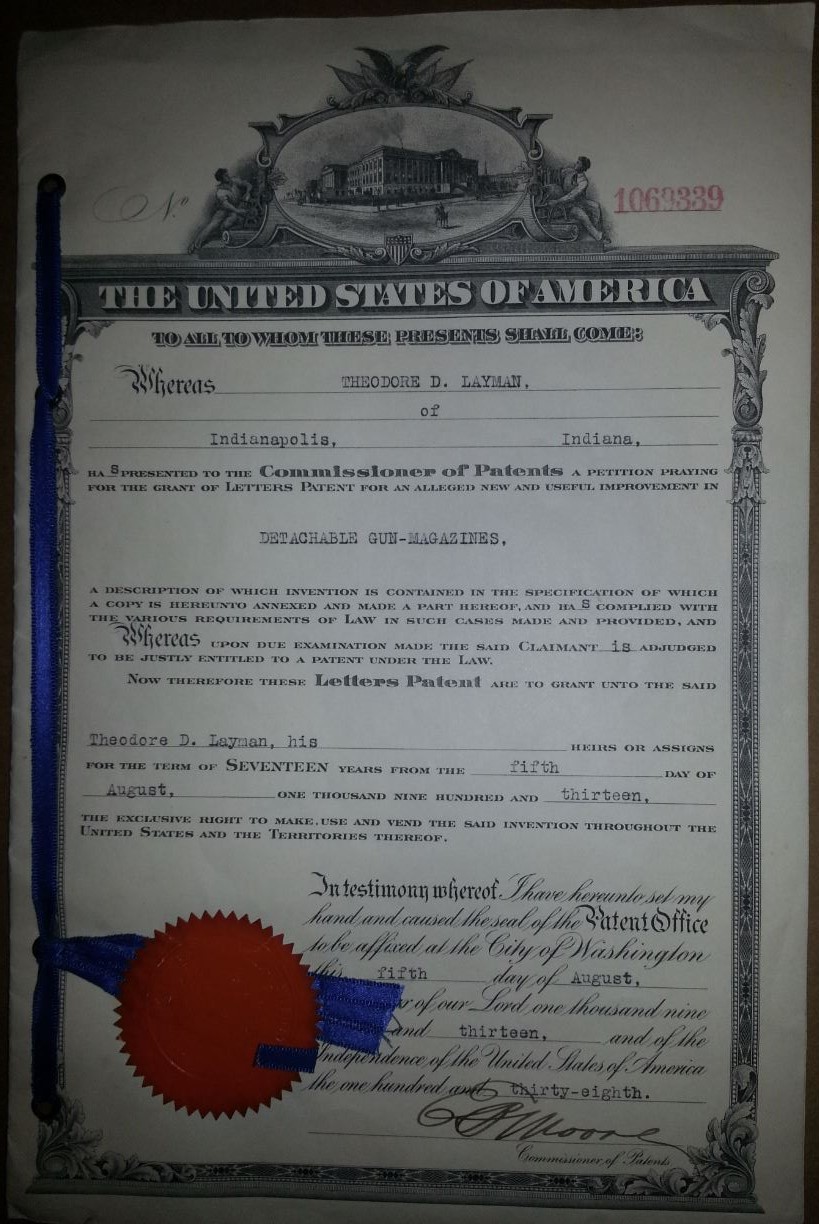 No.
1069339
THE UNITED STATES OF AMERICA
TO ALL TO WHOM THESE PRESENTS SHALL COME:
Whereas THEODORE D. LAYMAN,
of
Indianapolis, Indiana,
HAS PRESENTED TO THE Commissioner of Patents A PETITION PRAYING
FOR THE GRANT OF LETTERS PATENT FOR AN ALLEGED NEW AND USEFUL IMPROVEMENT IN
DETACHABLE GUN-MAGAZINES,
A DESCRIPTION OF WHICH INVENTION IS CONTAINED IN THE SPECIFICATION OF WHICH
A COPY IS HEREUNTO ANNEXED AND MADE A PART HEREOF, AND HAS COMPLIED WITH
THE VARIOUS REQUIREMENTS OF LAW IN SUCH CASES MADE AND PROVIDED, AND
Whereas UPON DUE EXAMINATION MADE THE SAID CLAIMANT is ADJUDGED
TO BE JUSTLY ENTITLED TO A PATENT UNDER THE LAW.
NOW THEREFORE THESE Letters Patent ARE TO GRANT UNTO THE SAID
Theodore D. Layman, his HEIRS OR ASSIGNS
FOR THE TERM OF SEVENTEEN YEARS FROM THE fifth DAY OF
August, ONE THOUSAND NINE HUNDRED AND thirteen,
THE EXCLUSIVE RIGHT TO MAKE, USE AND VEND THE SAID INVENTION THROUGHOUT THE
UNITED STATES AND THE TERRITORIES THEREOF.
In testimony whereof I have hereunto set my
hand and caused the seal of the Patent Office
to be affixed at the City of Washington
this fifth day of August,
of our Lord one thousand nine
and thirteen, and of the
Independence of the United States of America
the one hundred and thirty-eighth.
Moore
Commissioner of Patents